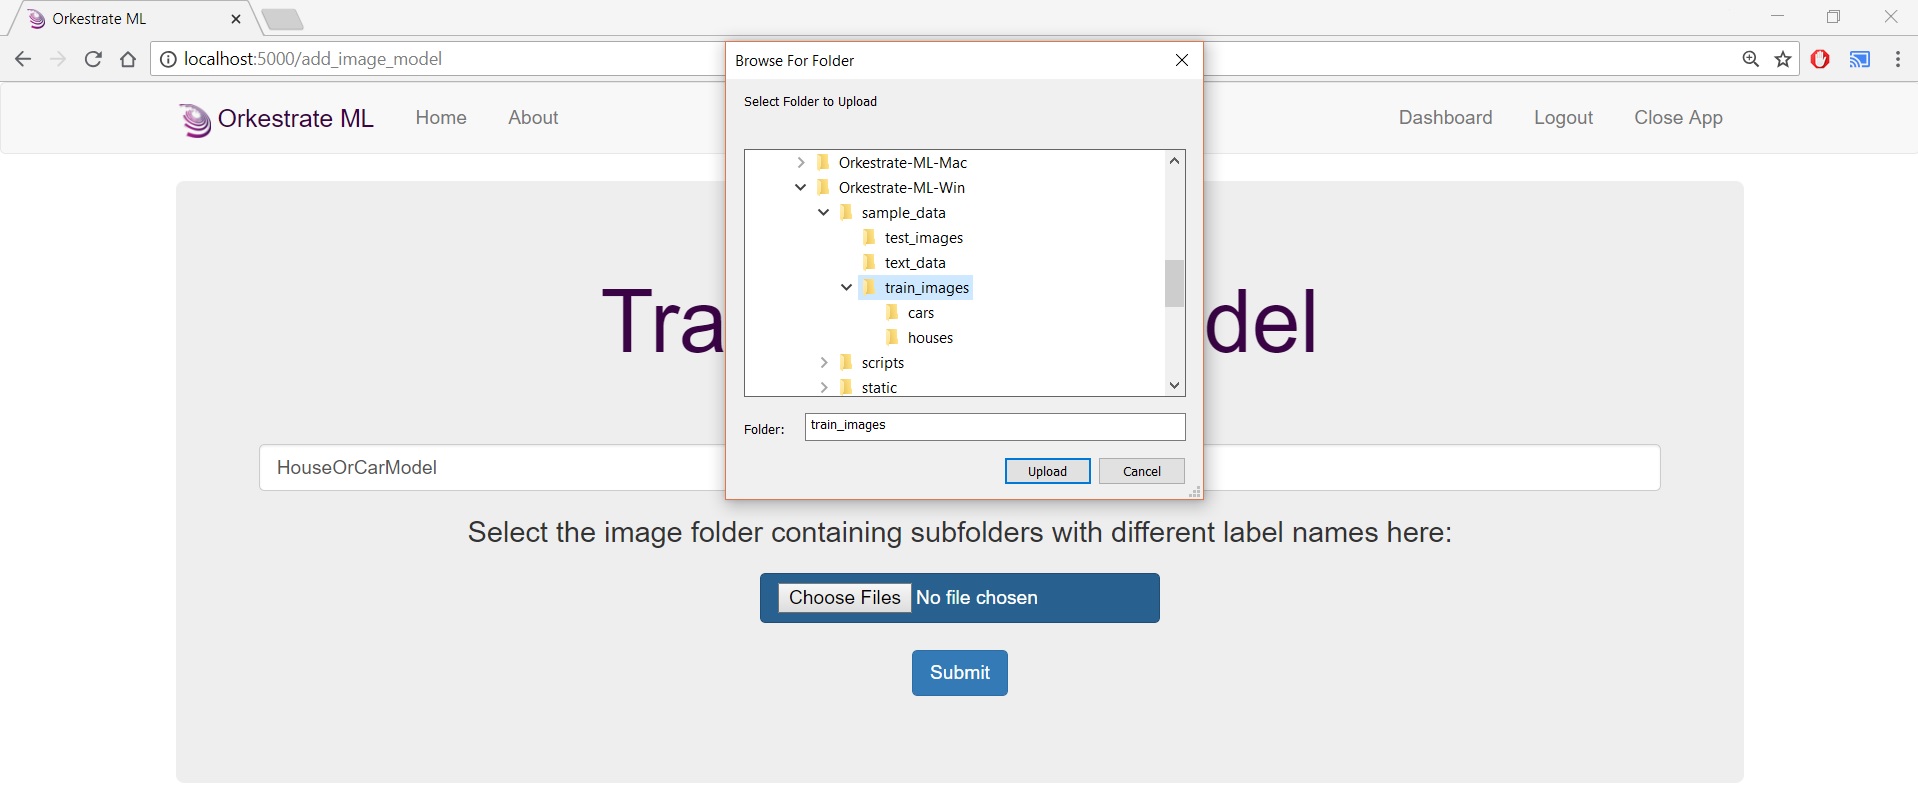 Orkestrate ML
localhost:5000/add_image_model
Browse For Folder
Select Folder to Upload
Orkestrate ML Home About
Dashboard Logout Close App
Orkestrate-ML-Mac
Orkestrate-ML-Win
sample_data
test_images
text_data
train_images
cars
houses
scripts
static
Folder: train_images
Upload Cancel
Tra
del
HouseOrCarModel
Select the image folder containing subfolders with different label names here:
Choose Files No file chosen
Submit